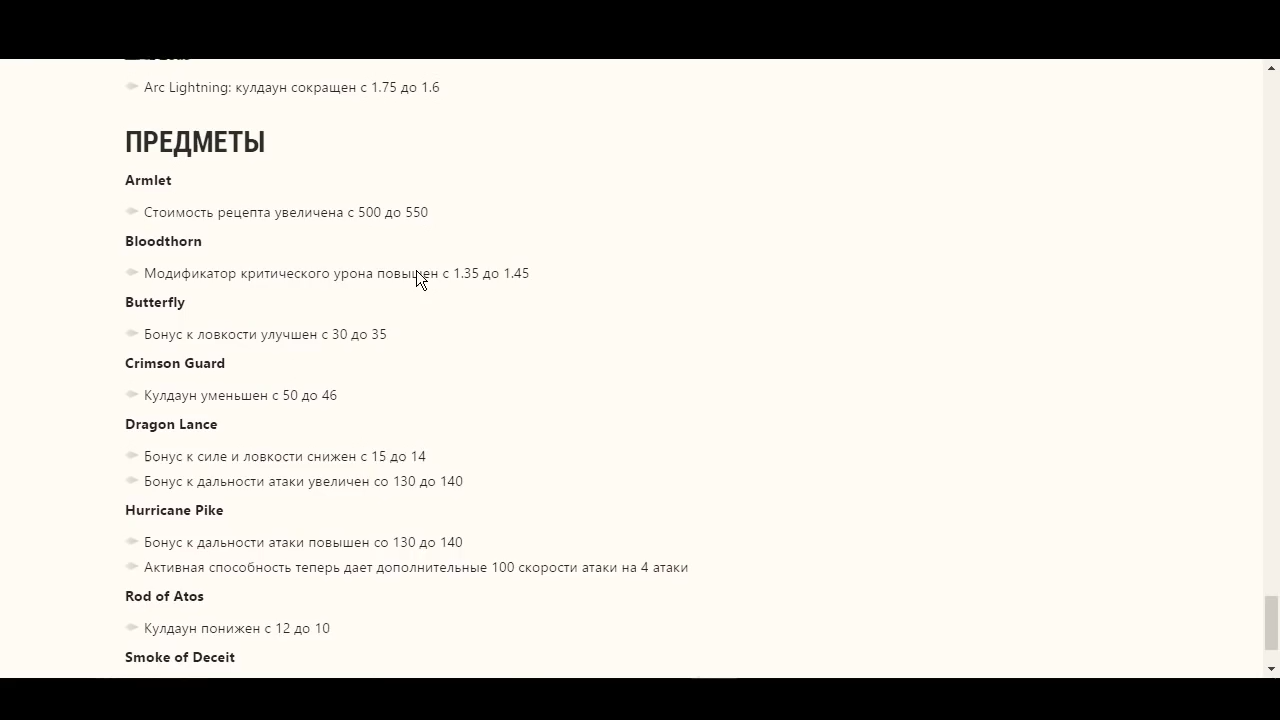 Arc Lightning: кулдаун сокращен с 1.75 до 1.6
ПРЕДМЕТЫ
Armlet
Стоимость рецепта увеличена с 500 до 550
Bloodthorn
Модификатор критического урона повышен с 1.35 до 1.45
Butterfly
Бонус к ловкости улучшен с 30 до 35
Crimson Guard
Кулдаун уменьшен с 50 до 46
Dragon Lance
Бонус к силе и ловкости снижен с 15 до 14
Бонус к дальности атаки увеличен со 130 до 140
Hurricane Pike
Бонус к дальности атаки повышен со 130 до 140
Активная способность теперь дает дополнительные 100 скорости атаки на 4 атаки
Rod of Atos
Кулдаун понижен с 12 до 10
Smoke of Deceit